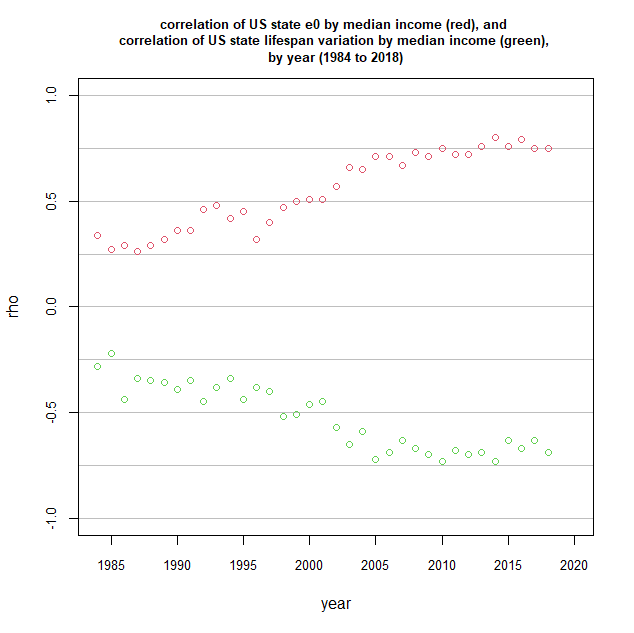 correlation of US state e0 by median income (red), and
correlation of US state lifespan variation by median income (green),
by year (1984 to 2018)
1.0
0.5
0.0
-0.5
-1.0
rho
1985 1990 1995 2000 2005 2010 2015 2020
year